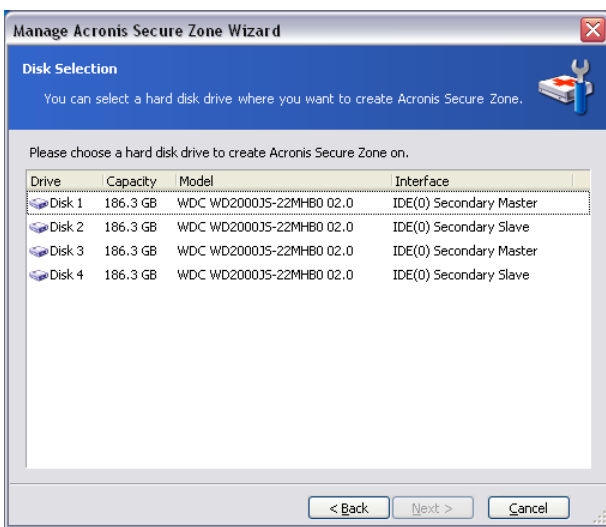 Manage Acronis Secure Zone Wizard
Disk Selection
You can select a hard disk drive where you want to create Acronis Secure Zone.
Please choose a hard disk drive to create Acronis Secure Zone on.
Drive Capacity Model Interface
Disk 1 186.3 GB WDC WD2000JS-22MHB0 02.0 IDE(0) Secondary Master
Disk 2 186.3 GB WDC WD2000JS-22MHB0 02.0 IDE(0) Secondary Slave
Disk 3 186.3 GB WDC WD2000JS-22MHB0 02.0 IDE(0) Secondary Master
Disk 4 186.3 GB WDC WD2000JS-22MHB0 02.0 IDE(0) Secondary Slave
< Back Next > Cancel